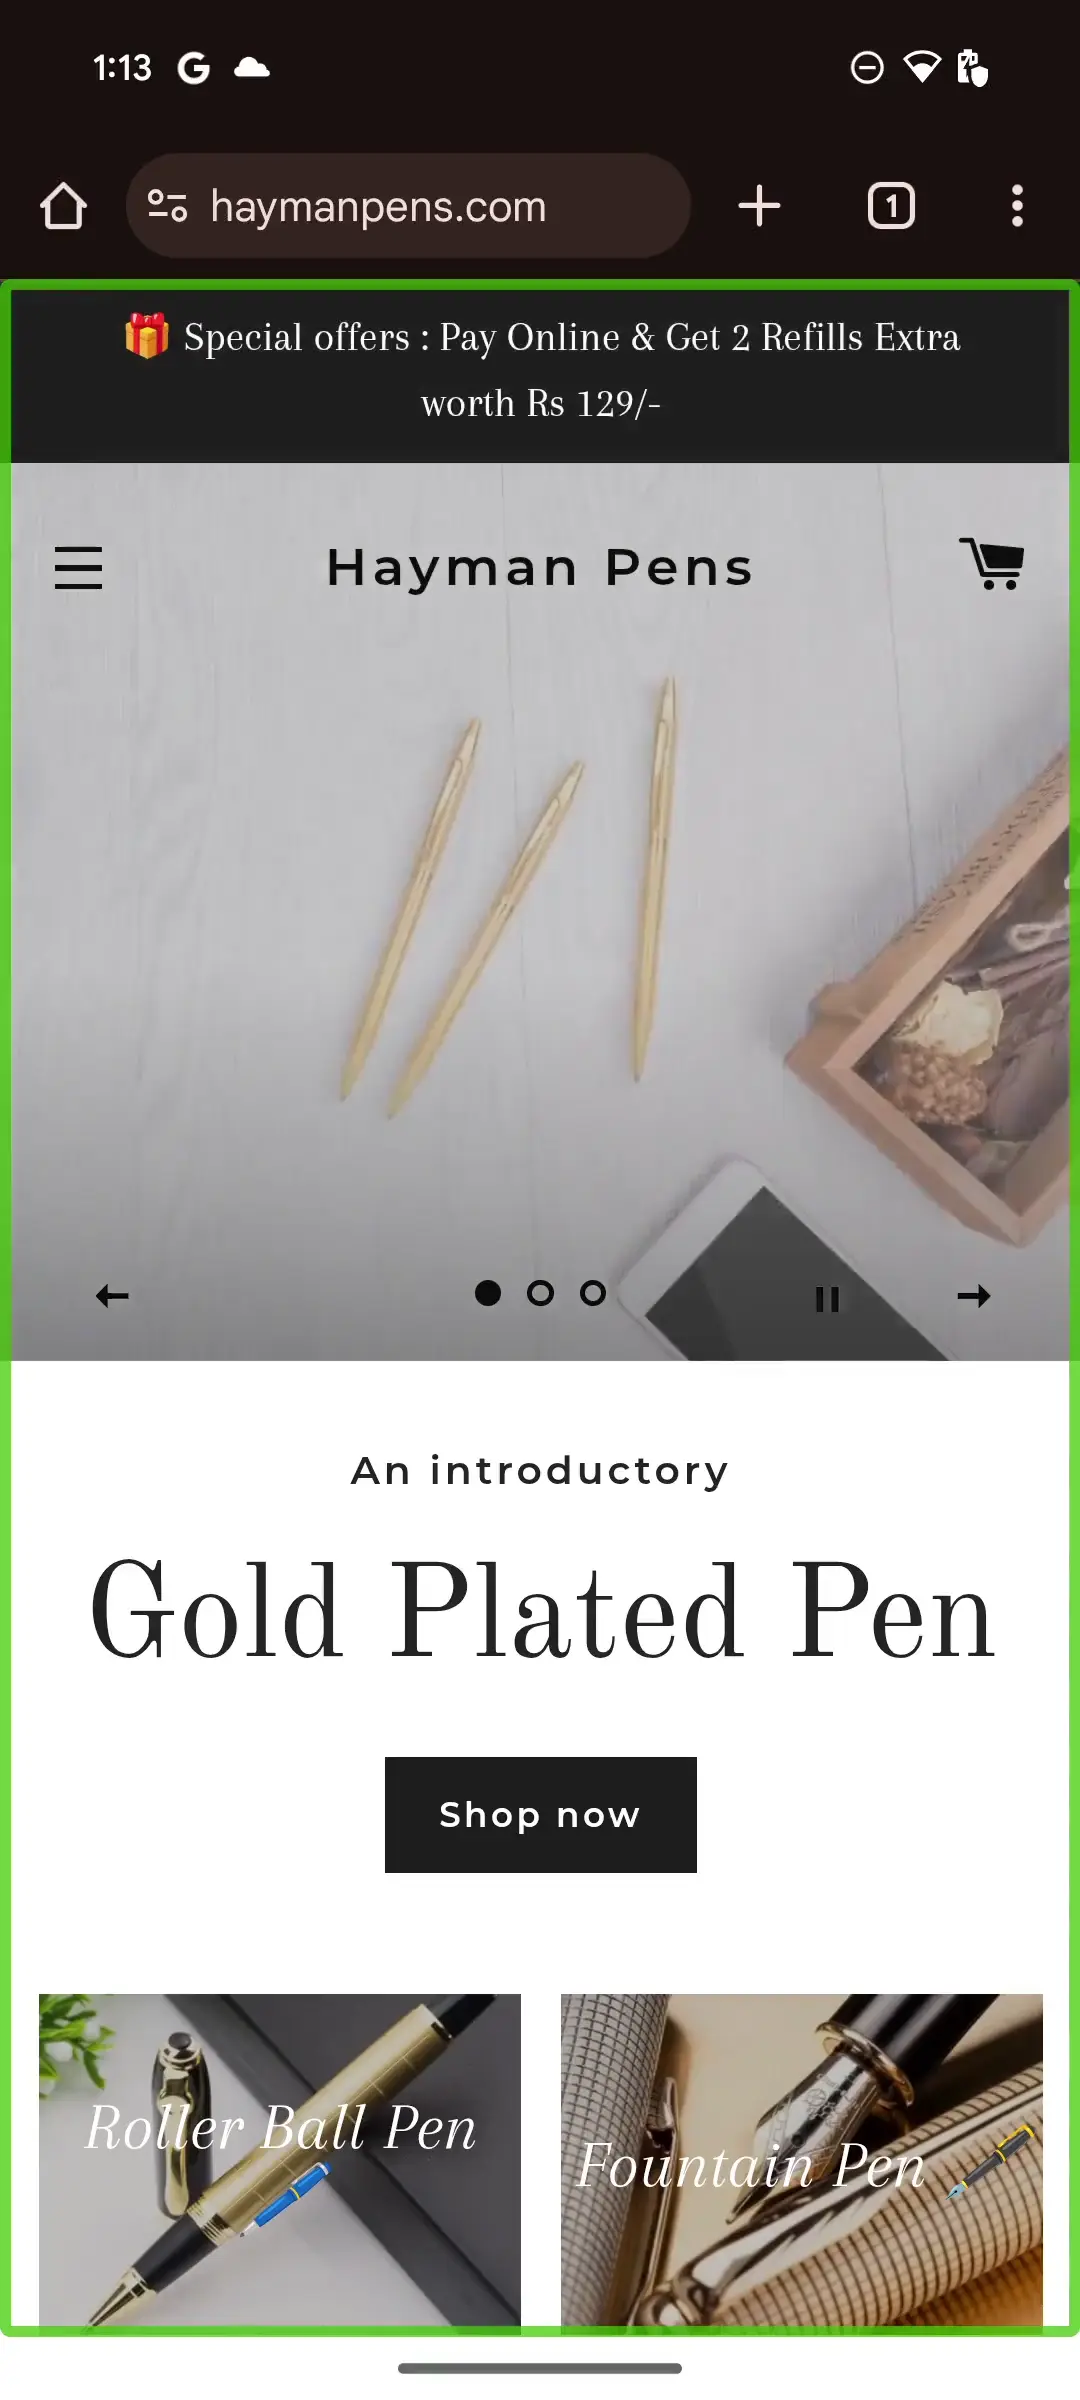 1:13
haymanpens.com
1
🎁 Special offers : Pay Online & Get 2 Refills Extra
worth Rs 129/-
Hayman Pens
An introductory
Gold Plated Pen
Shop now
Roller Ball Pen
Fountain Pen